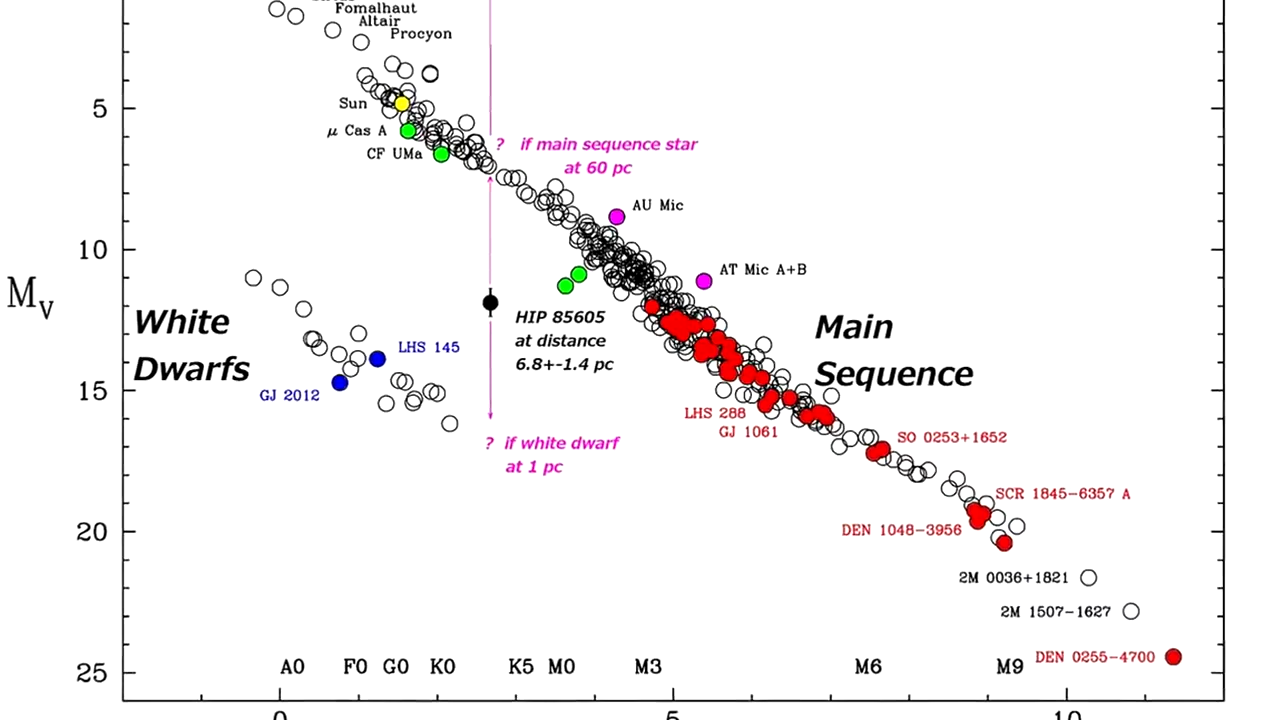 Fomalhaut
Altair
Procyon
5
Sun
μ Cas A
CF UMa
? if main sequence star
at 60 pc
AU Mic
10
AT Mic A+B
M_V
White
Dwarfs
HIP 85605
at distance
6.8+-1.4 pc
Main
Sequence
LHS 145
GJ 2012
15
LHS 288
GJ 1061
? if white dwarf
at 1 pc
SO 0253+1652
SCR 1845-6357 A
20
DEN 1048-3956
2M 0036+1821
2M 1507-1627
DEN 0255-4700
25
A0 F0 G0 K0 K5 M0 M3 M6 M9
0 5 10